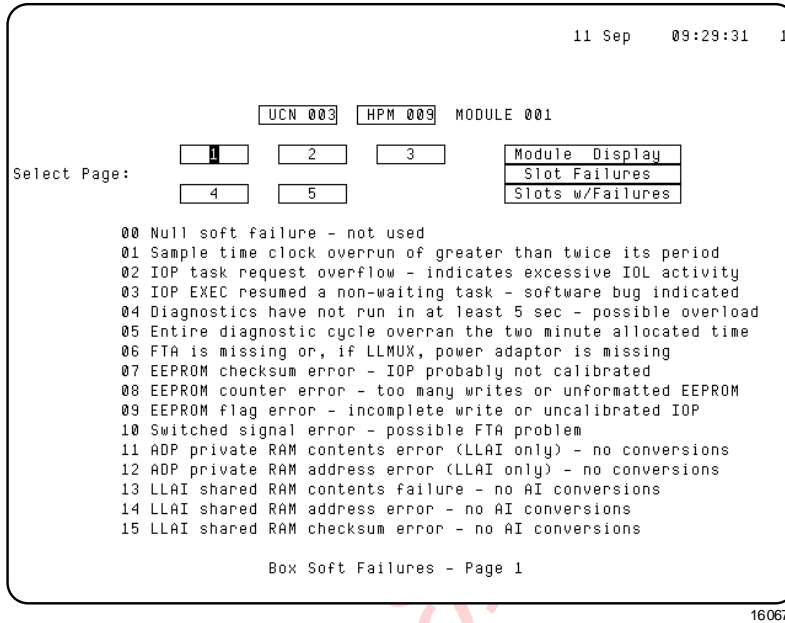 11 Sep 09:29:31 1
UCN 003 HPM 009 MODULE 001
1 2 3 Module Display
Select Page: Slot Failures
4 5 Slots w/Failures
00 Null soft failure - not used
01 Sample time clock overrun of greater than twice its period
02 IOP task request overflow - indicates excessive IOL activity
03 IOP EXEC resumed a non-waiting task - software bug indicated
04 Diagnostics have not run in at least 5 sec - possible overload
05 Entire diagnostic cycle overran the two minute allocated time
06 FTA is missing or, if LLMUX, power adaptor is missing
07 EEPROM checksum error - IOP probably not calibrated
08 EEPROM counter error - too many writes or unformatted EEPROM
09 EEPROM flag error - incomplete write or uncalibrated IOP
10 Switched signal error - possible FTA problem
11 ADP private RAM contents error (LLAI only) - no conversions
12 ADP private RAM address error (LLAI only) - no conversions
13 LLAI shared RAM contents failure - no AI conversions
14 LLAI shared RAM address error - no AI conversions
15 LLAI shared RAM checksum error - no AI conversions
Box Soft Failures - Page 1
16067